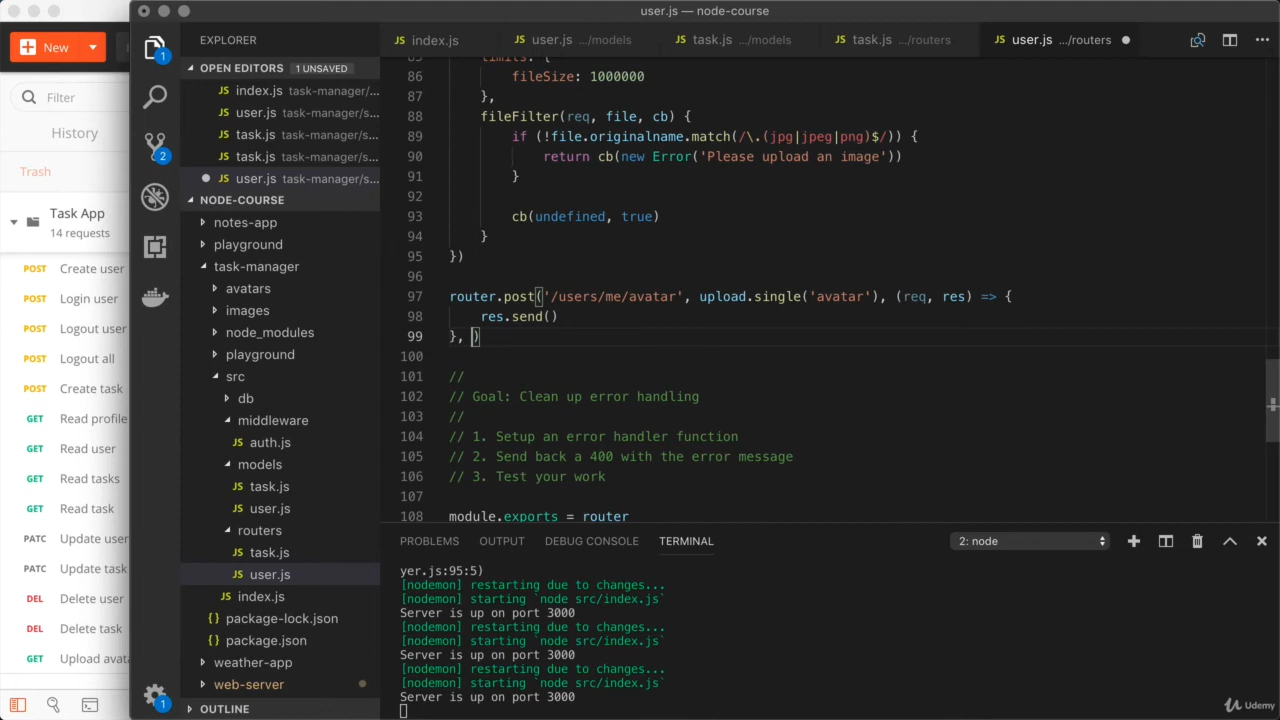 user.js — node-course
New
Filter
History
Trash
Task App
14 requests
POST Create user
POST Login user
POST Logout user
POST Logout all
POST Create task
GET Read profile
GET Read user
GET Read tasks
GET Read task
PATC Update user
PATC Update task
DEL Delete user
DEL Delete task
GET Upload avata
1
2
1
EXPLORER
OPEN EDITORS 1 UNSAVED
JS index.js task-manager/...
JS user.js task-manager/s...
JS task.js task-manager/s...
JS task.js task-manager/s...
JS user.js task-manager/s...
NODE-COURSE
notes-app
playground
task-manager
avatars
images
node_modules
playground
src
db
middleware
JS auth.js
models
JS task.js
JS user.js
routers
JS task.js
JS user.js
JS index.js
{} package-lock.json
{} package.json
weather-app
web-server
OUTLINE
JS index.js JS user.js .../models JS task.js .../models JS task.js .../routers JS user.js .../routers
85 limits: {
86 fileSize: 1000000
87 },
88 fileFilter(req, file, cb) {
89 if (!file.originalname.match(/\.(jpg|jpeg|png)$/)) {
90 return cb(new Error('Please upload an image'))
91 }
92
93 cb(undefined, true)
94 }
95 })
96
97 router.post('/users/me/avatar', upload.single('avatar'), (req, res) => {
98 res.send()
99 }, )
100
101 //
102 // Goal: Clean up error handling
103 //
104 // 1. Setup an error handler function
105 // 2. Send back a 400 with the error message
106 // 3. Test your work
107
108 module.exports = router
PROBLEMS OUTPUT DEBUG CONSOLE TERMINAL 2: node
yer.js:95:5)
[nodemon] restarting due to changes...
[nodemon] starting `node src/index.js`
Server is up on port 3000
[nodemon] restarting due to changes...
[nodemon] starting `node src/index.js`
Server is up on port 3000
[nodemon] restarting due to changes...
[nodemon] starting `node src/index.js`
Server is up on port 3000
Udemy